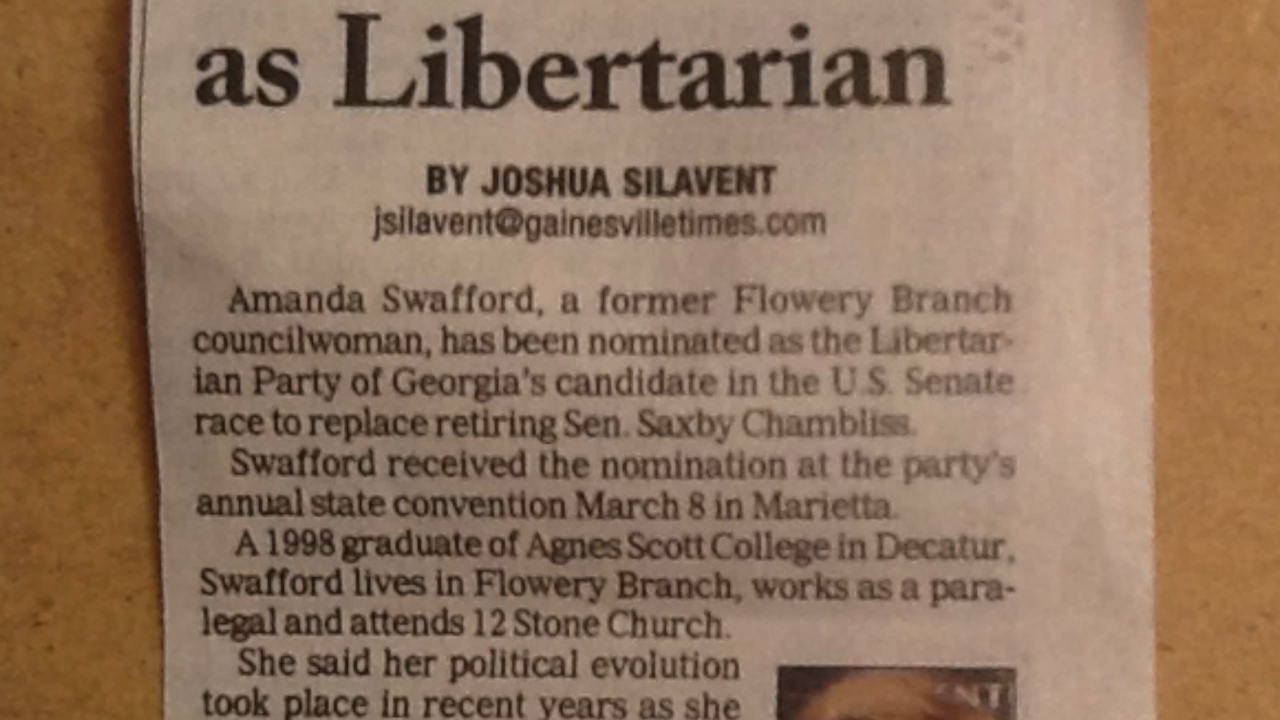 as Libertarian
BY JOSHUA SILAVENT
jsilavent@gainesvilletimes.com
Amanda Swafford, a former Flowery Branch
councilwoman, has been nominated as the Libertar-
ian Party of Georgia's candidate in the U.S. Senate
race to replace retiring Sen. Saxby Chambliss.
Swafford received the nomination at the party's
annual state convention March 8 in Marietta.
A 1998 graduate of Agnes Scott College in Decatur,
Swafford lives in Flowery Branch, works as a para-
legal and attends 12 Stone Church.
She said her political evolution
took place in recent years as she